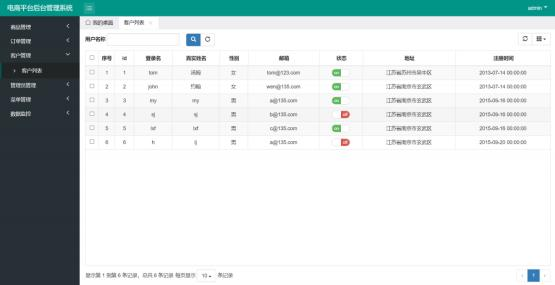 电商平台后台管理系统
admin
商品管理
订单管理
客户管理
客户列表
管理员管理
菜单管理
数据监控
我的桌面 客户列表
用户名称
序号 id 登录名 真实姓名 性别 邮箱 状态 地址 注册时间
1 1 tom 汤姆 女 tom@123.com on 江苏省苏州市吴中区 2013-07-14 00:00:00
2 2 john 约翰 女 wen@135.com on 江苏省南京市玄武区 2013-07-14 00:00:00
3 3 my my 男 a@135.com on 江苏省南京市玄武区 2015-09-16 00:00:00
4 4 sj sj 男 b@135.com off 江苏省南京市玄武区 2015-09-16 00:00:00
5 5 lxf lxf 男 c@135.com on 江苏省南京市玄武区 2015-09-16 00:00:00
6 6 h lj 男 a@135.com off 江苏省南京市玄武区 2015-09-20 00:00:00
显示第 1 到第 6 条记录，总共 6 条记录 每页显示 10 条记录
‹ 1 ›